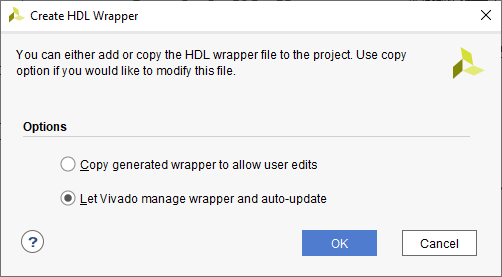 Create HDL Wrapper
You can either add or copy the HDL wrapper file to the project. Use copy
option if you would like to modify this file.
Options
Copy generated wrapper to allow user edits
Let Vivado manage wrapper and auto-update
?
OK
Cancel